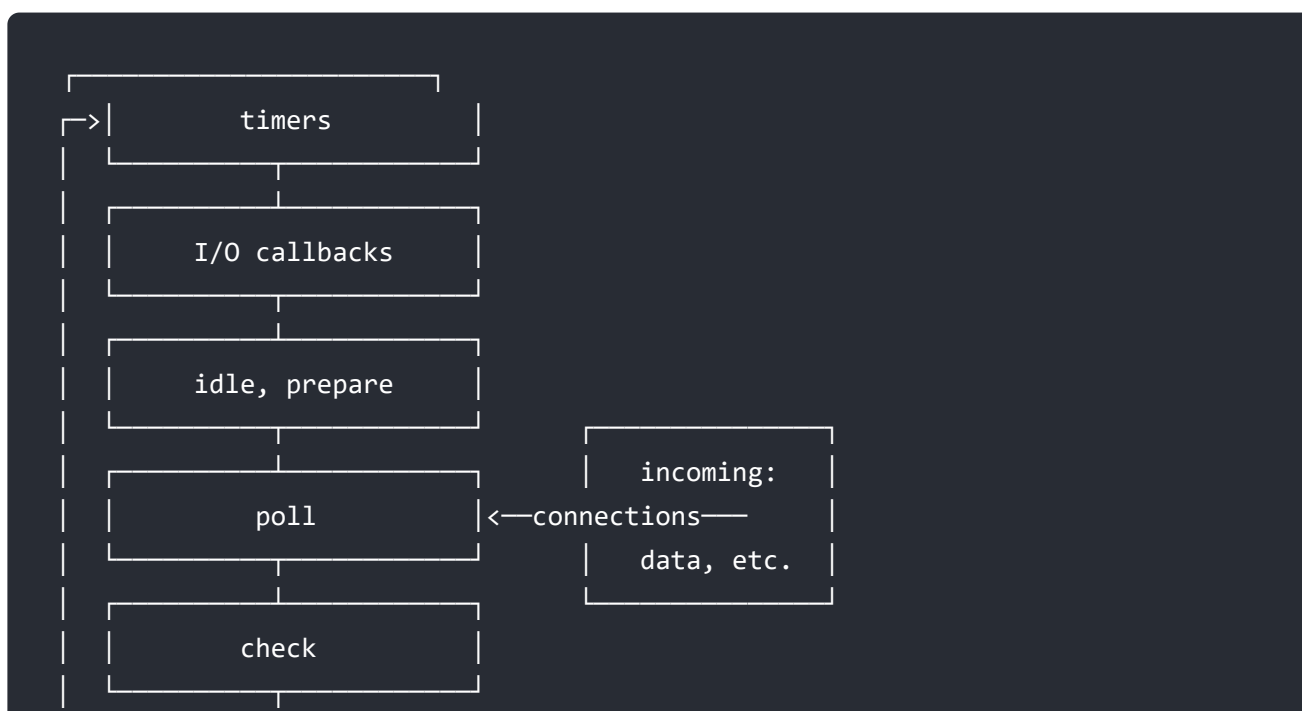 timers
I/O callbacks
idle, prepare
incoming:
poll <──connections───
data, etc.
check